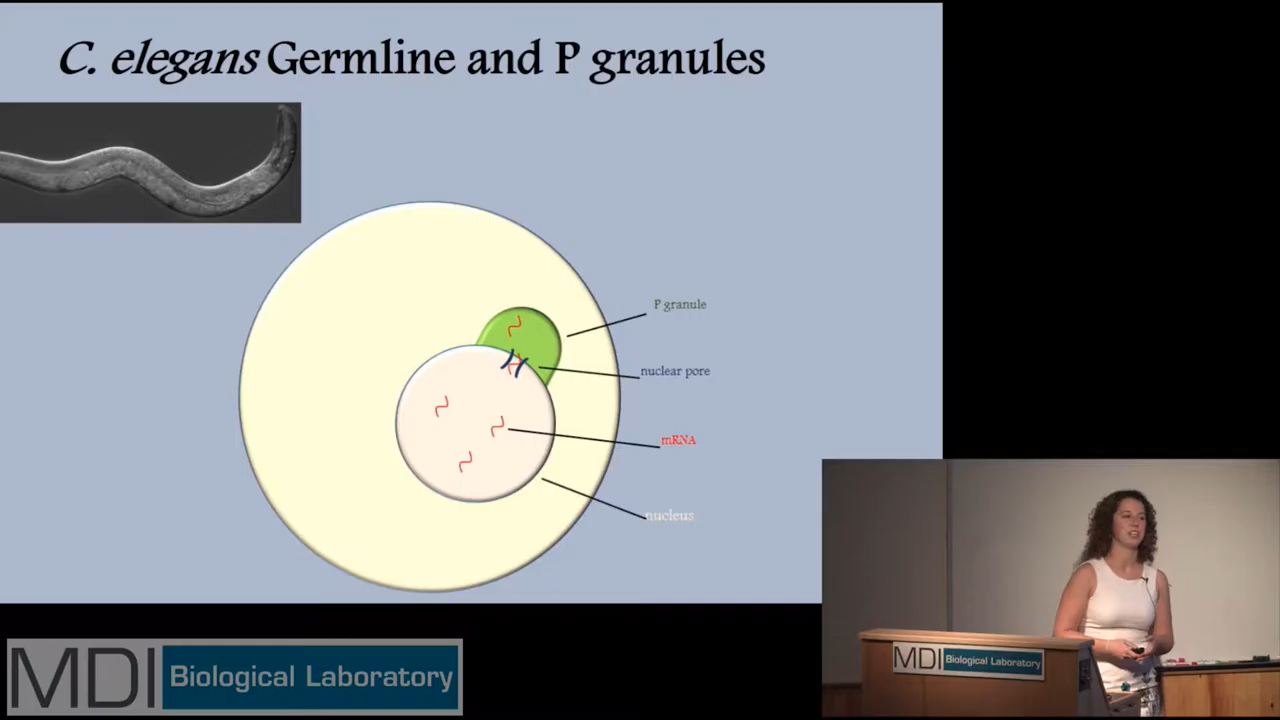 C. elegans Germline and P granules
P granule
nuclear pore
mRNA
nucleus
MDI Biological Laboratory
MDI Biological Laboratory